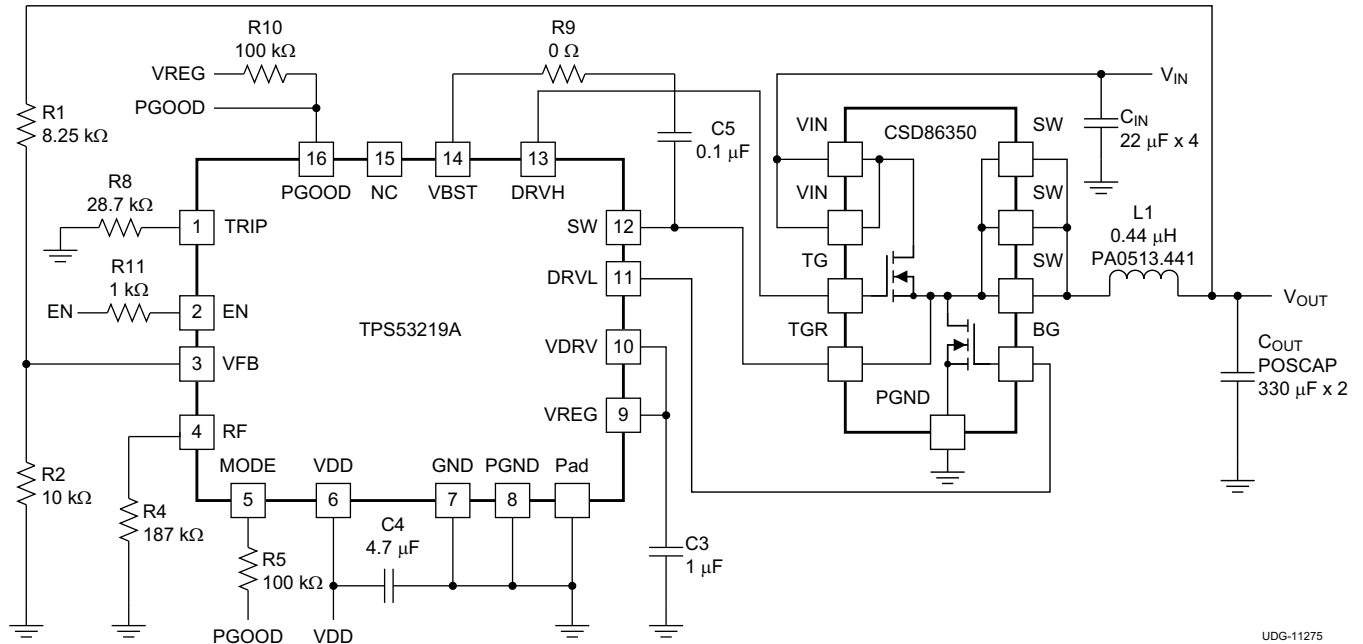 R10
100 kΩ
VREG
PGOOD
R9
0 Ω
R1
8.25 kΩ
C5
0.1 μF
VIN
CIN
22 μF x 4
VIN
CSD86350
SW
VIN
SW
TG
SW
TGR
BG
PGND
L1
0.44 μH
PA0513.441
VOUT
COUT
POSCAP
330 μF x 2
16
15
14
13
PGOOD
NC
VBST
DRVH
R8
28.7 kΩ
1
TRIP
SW
12
R11
1 kΩ
EN
2
EN
DRVL
11
TPS53219A
3
VFB
VDRV
10
4
RF
VREG
9
MODE
VDD
GND
PGND
Pad
5
6
7
8
R2
10 kΩ
R4
187 kΩ
R5
100 kΩ
C4
4.7 μF
C3
1 μF
PGOOD
VDD
UDG-11275